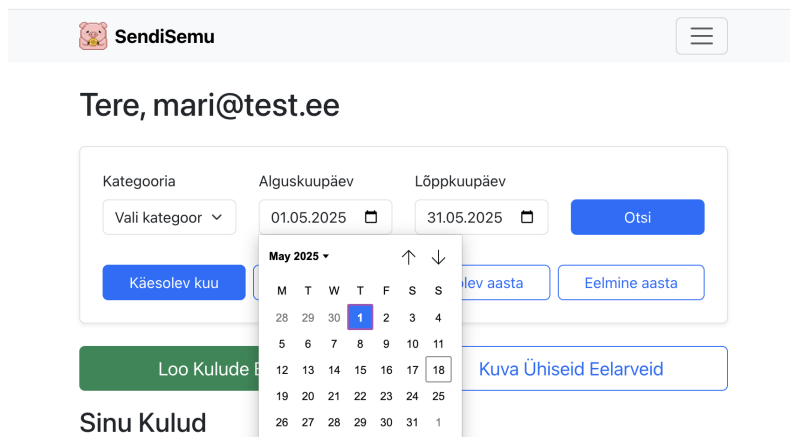 SendiSemu
Tere, mari@test.ee
Kategooria Alguskuupäev Lõppkuupäev
Vali kategoor 01.05.2025 31.05.2025 Otsi
May 2025
Käesolev kuu lev aasta Eelmine aasta
M T W T F S S
28 29 30 1 2 3 4
5 6 7 8 9 10 11
12 13 14 15 16 17 18
19 20 21 22 23 24 25
26 27 28 29 30 31 1
Loo Kulude Kuva Ühiseid Eelarveid
Sinu Kulud